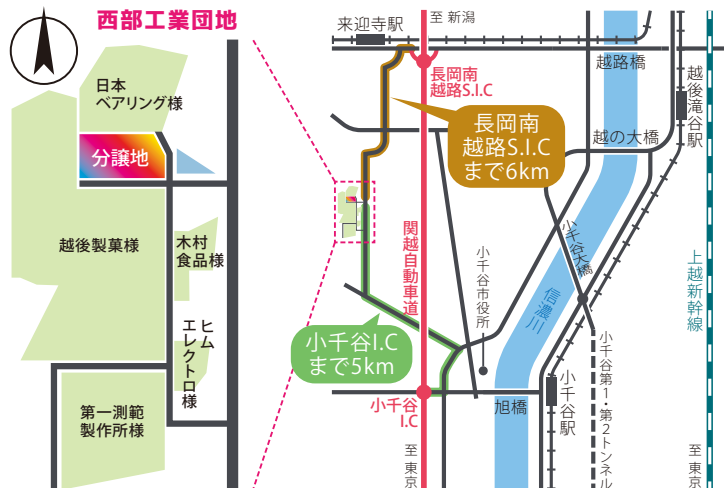 西部工業団地
日本
ベアリング様
分譲地
越後製菓様
木村
食品様
ヒム
エレクトロ様
第一測範
製作所様
来迎寺駅
至 新潟
長岡南
越路S.I.C
越路橋
越後滝谷駅
長岡南
越路S.I.C
まで6km
越の大橋
関越自動車道
小千谷大橋
小千谷市役所
信濃川
上越新幹線
小千谷I.C
まで5km
小千谷
I.C
旭橋
小千谷駅
小千谷第1・第2トンネル
至 東京
至 東京